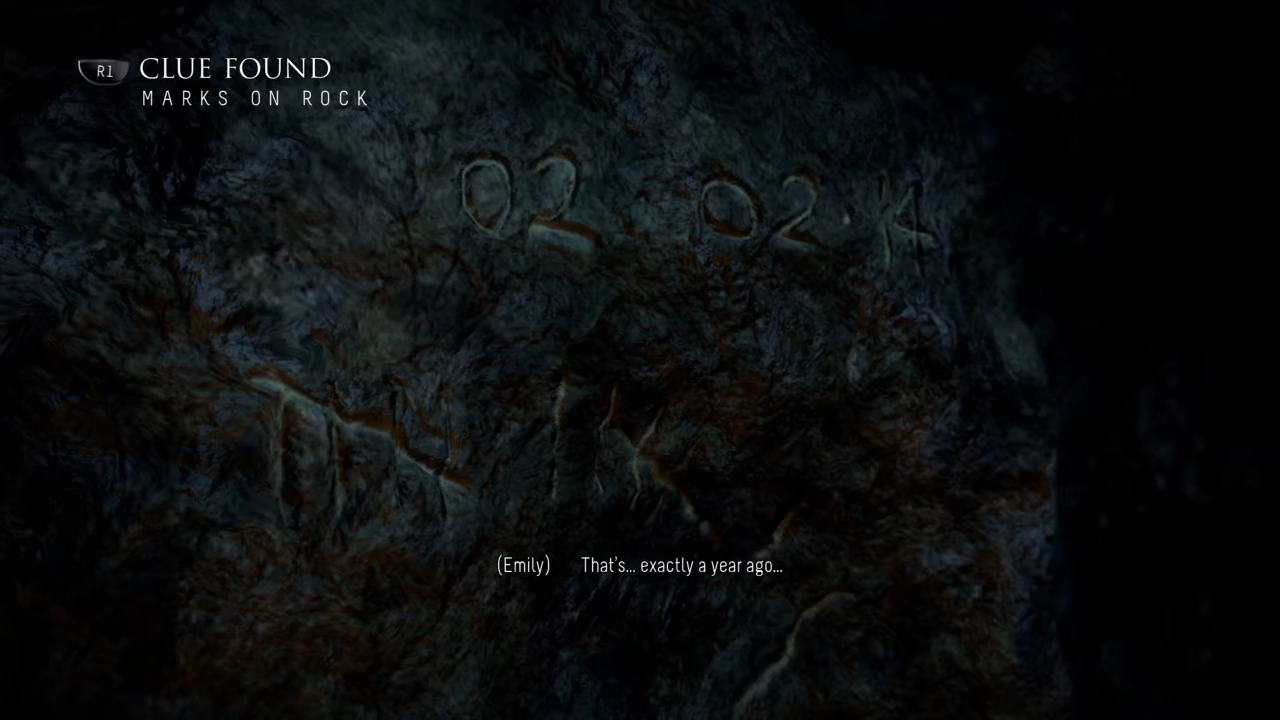 R1 CLUE FOUND
MARKS ON ROCK
02. 02. 14
(Emily) That's... exactly a year ago...